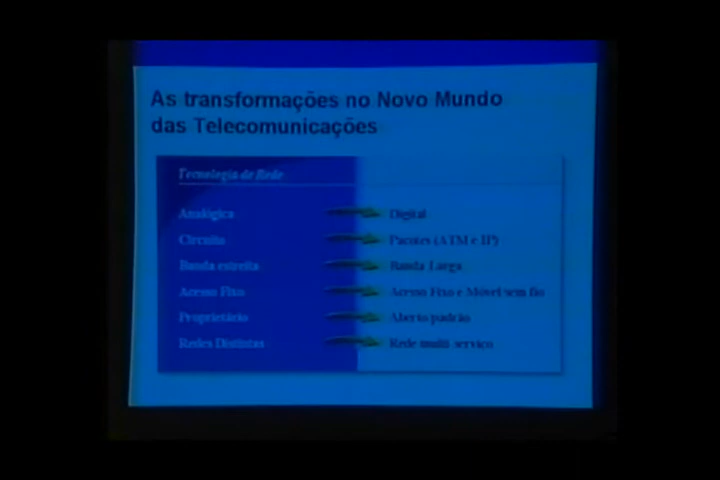 As transformações no Novo Mundo
das Telecomunicações
Tecnologia de Rede
Analógica Digital
Circuito Pacotes (ATM e IP)
Banda estreita Banda Larga
Acesso Fixo Acesso Fixo e Móvel sem fio
Proprietário Aberto padrão
Redes Distintas Rede multi-serviço